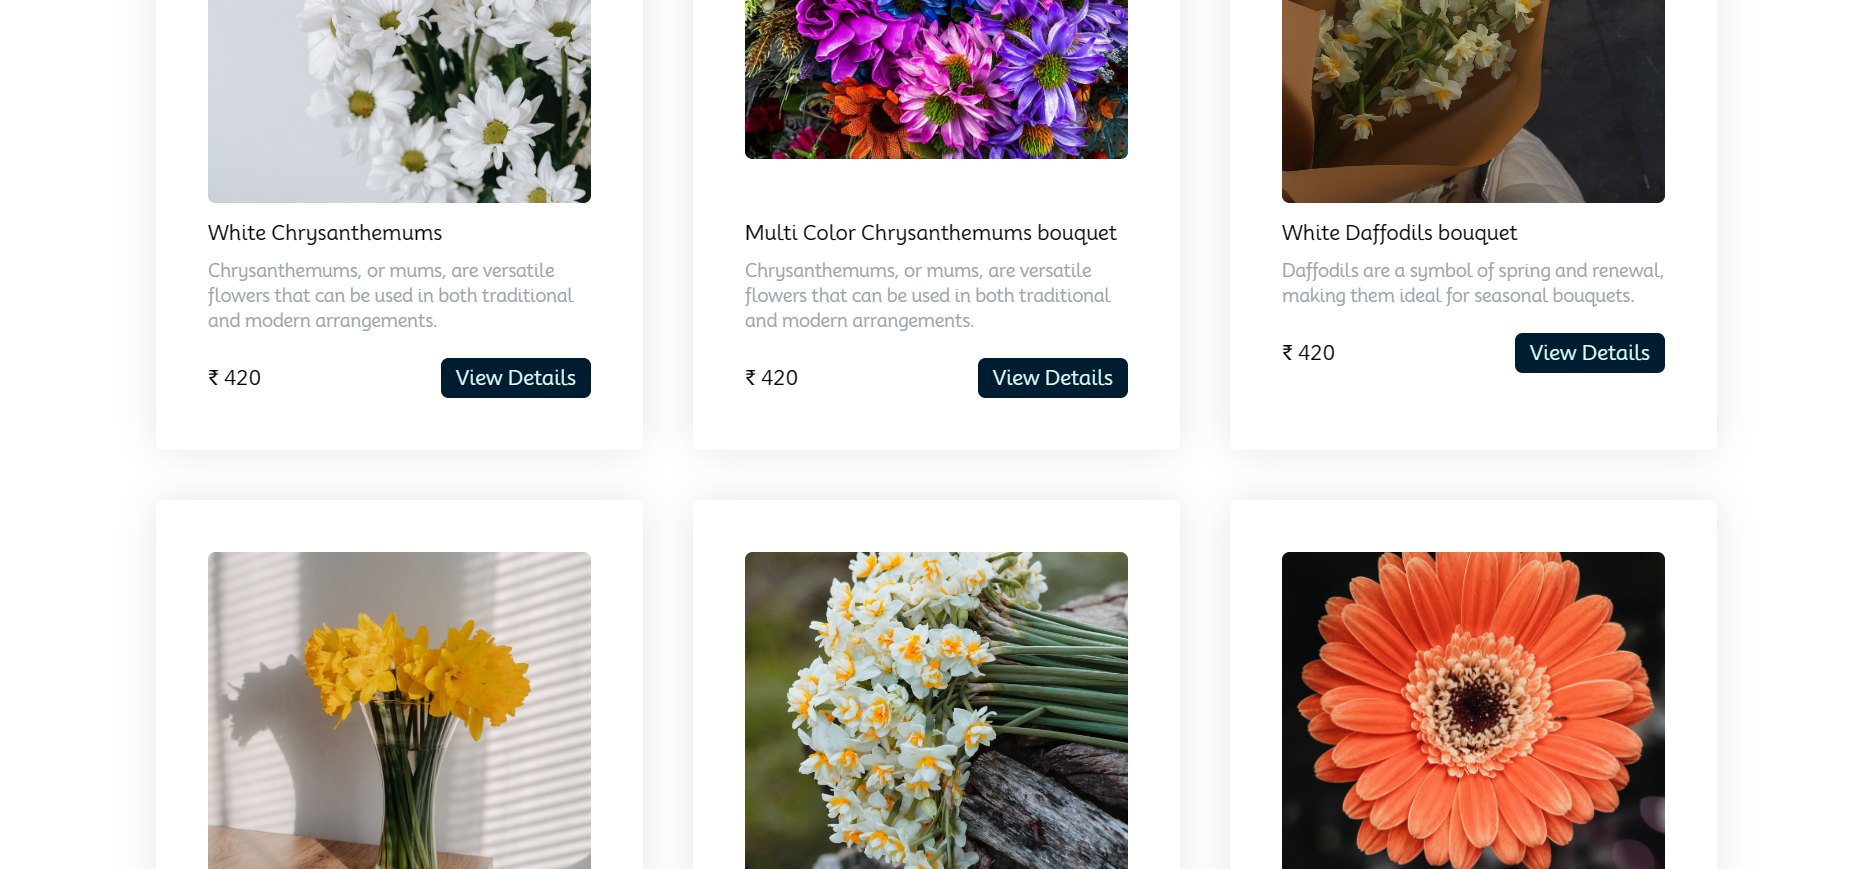 White Chrysanthemums
Chrysanthemums, or mums, are versatile
flowers that can be used in both traditional
and modern arrangements.
₹ 420
View Details
Multi Color Chrysanthemums bouquet
Chrysanthemums, or mums, are versatile
flowers that can be used in both traditional
and modern arrangements.
₹ 420
View Details
White Daffodils bouquet
Daffodils are a symbol of spring and renewal,
making them ideal for seasonal bouquets.
₹ 420
View Details